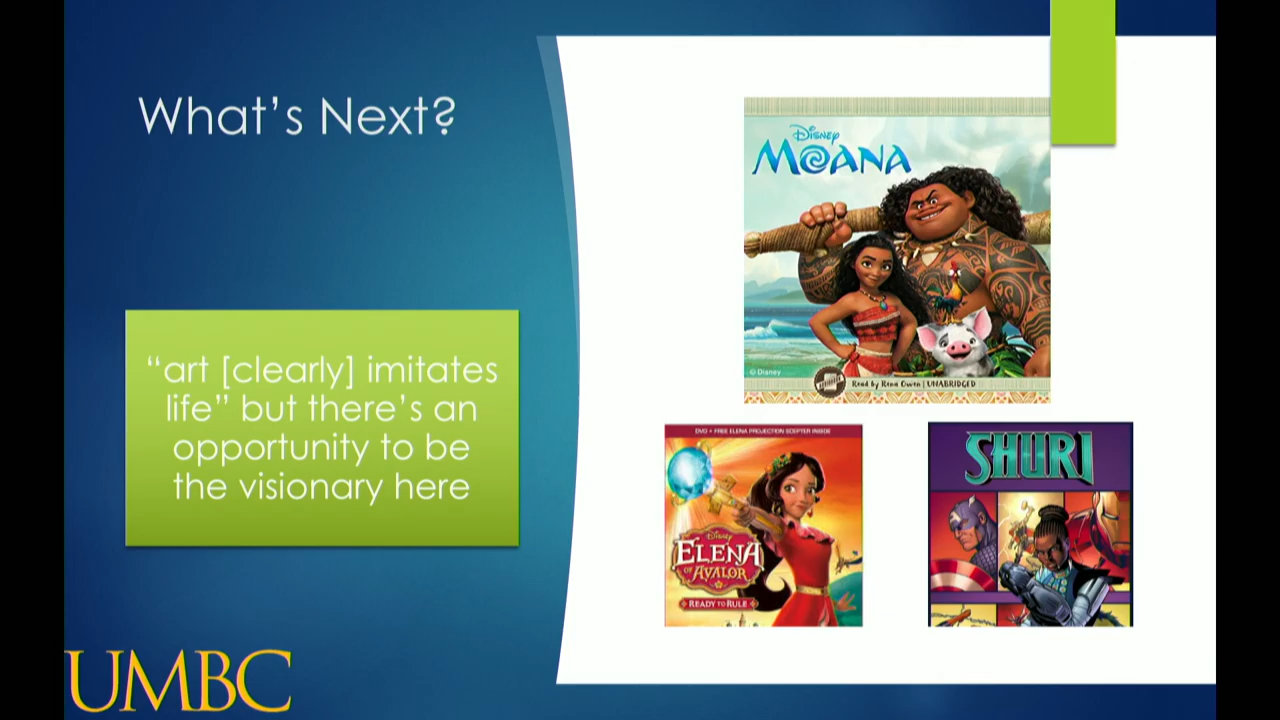 What's Next?
“art [clearly] imitates
life” but there's an
opportunity to be
the visionary here
UMBC
Disney
MOANA
© Disney
Read by Rena Owen | UNABRIDGED
DVD + FREE ELENA PROJECTION SCEPTER INSIDE
Disney
ELENA
OF AVALOR
READY TO RULE
SHURI